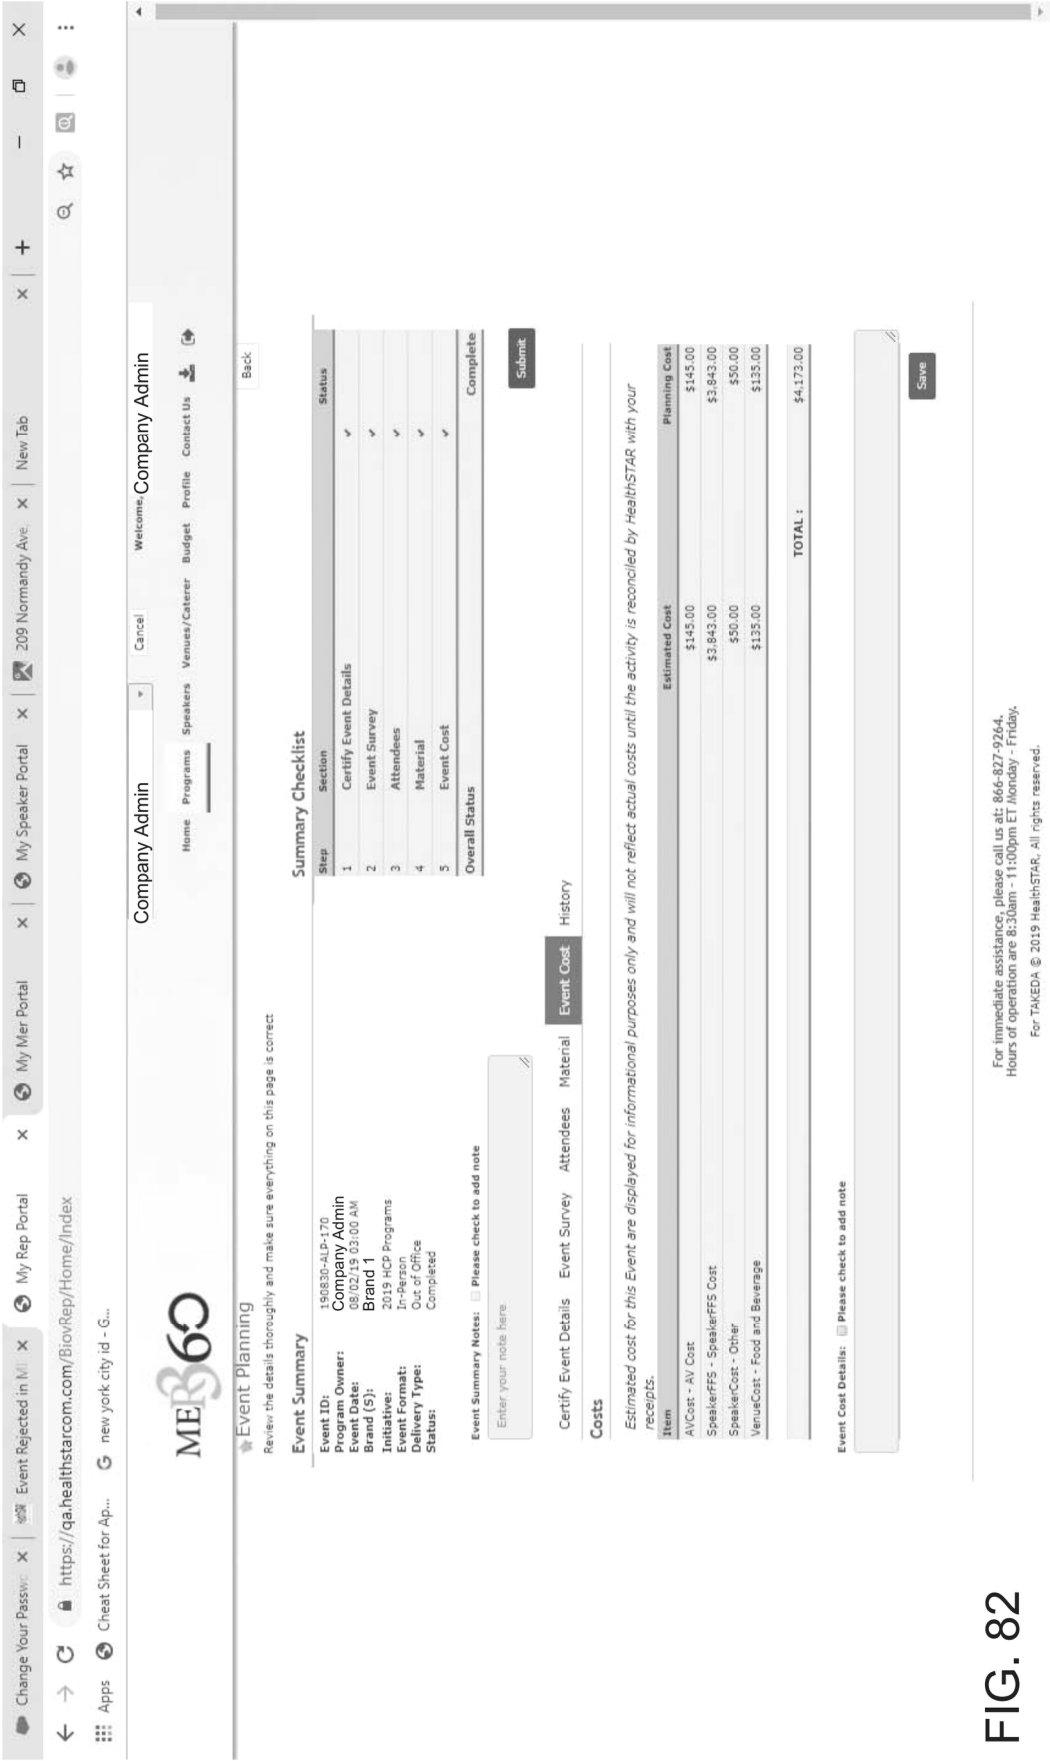 Change Your Passwo × Event Rejected in ME × My Rep Portal × My Mer Portal × My Speaker Portal × 209 Normandy Ave. × New Tab × +
https://qa.healthstarcom.com/BiovRep/Home/Index
Apps Cheat Sheet for Ap... G new york city id - G...
Company Admin Cancel Welcome, Company Admin
MER360
Home Programs Speakers Venues/Caterer Budget Profile Contact Us
Event Planning Back
Review the details thoroughly and make sure everything on this page is correct
Event Summary
Event ID: 190830-ALP-170
Program Owner: Company Admin
Event Date: 08/02/19 03:00 AM
Brand (S): Brand 1
Initiative: 2019 HCP Programs
Event Format: In-Person
Delivery Type: Out of Office
Status: Completed
Event Summary Notes: Please check to add note
Enter your note here
Summary Checklist
Step Section Status
1 Certify Event Details ✓
2 Event Survey ✓
3 Attendees ✓
4 Material ✓
5 Event Cost ✓
Overall Status Complete
Submit
Certify Event Details Event Survey Attendees Material Event Cost History
Costs
Estimated cost for this Event are displayed for informational purposes only and will not reflect actual costs until the activity is reconciled by HealthSTAR with your
receipts.
Item Estimated Cost Planning Cost
AVCost - AV Cost $145.00 $145.00
SpeakerFFS - SpeakerFFS Cost $3,843.00 $3,843.00
SpeakerCost - Other $50.00 $50.00
VenueCost - Food and Beverage $135.00 $135.00
TOTAL : $4,173.00
Event Cost Details: Please check to add note
Save
For immediate assistance, please call us at: 866-827-9264.
Hours of operation are 8:30am - 11:00pm ET Monday - Friday.
For TAKEDA © 2019 HealthSTAR, All rights reserved.
FIG. 82